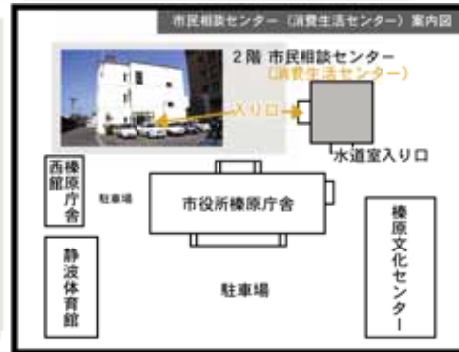 市民相談センター（消費生活センター）案内図
2階 市民相談センター
（消費生活センター）
入り口
水道室入り口
榛原庁舎
西館
駐車場
市役所榛原庁舎
静波体育館
駐車場
榛原文化センター